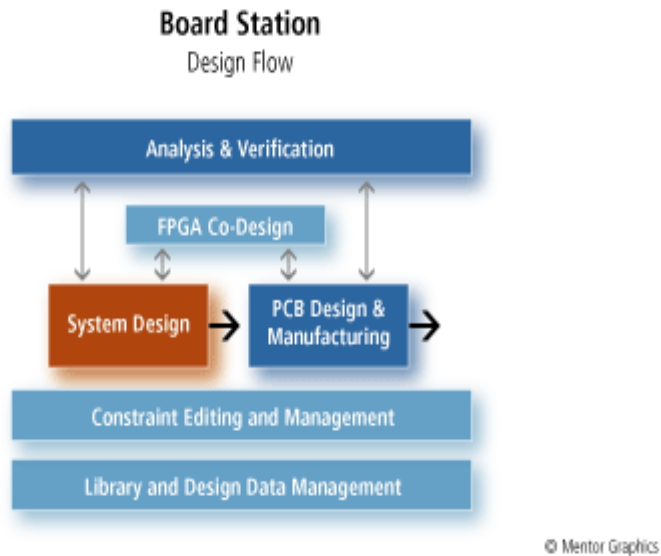 Board Station
Design Flow
Analysis & Verification
FPGA Co-Design
System Design
PCB Design &
Manufacturing
Constraint Editing and Management
Library and Design Data Management
© Mentor Graphics